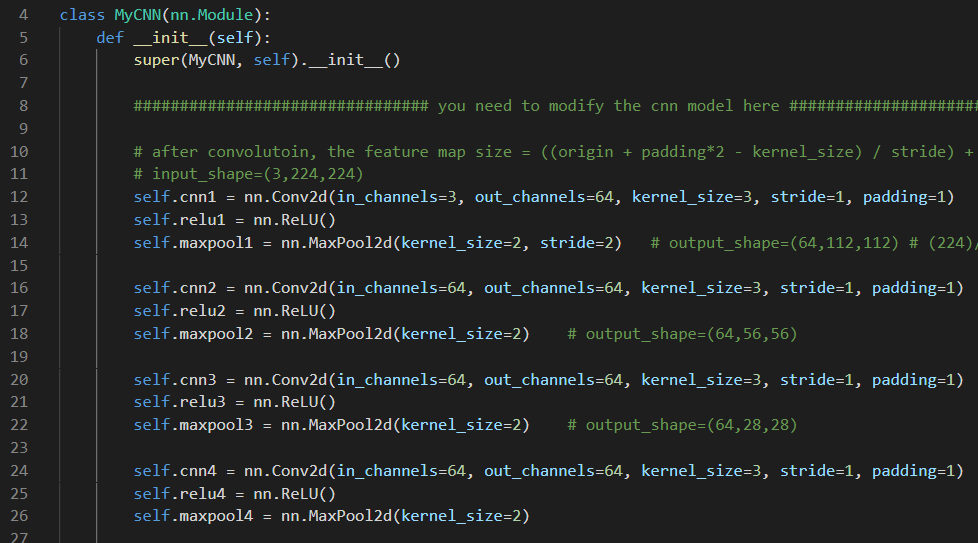 4 class MyCNN(nn.Module):
5     def __init__(self):
6         super(MyCNN, self).__init__()
7
8         ################################ you need to modify the cnn model here #####################
9
10         # after convolutoin, the feature map size = ((origin + padding*2 - kernel_size) / stride) +
11         # input_shape=(3,224,224)
12         self.cnn1 = nn.Conv2d(in_channels=3, out_channels=64, kernel_size=3, stride=1, padding=1)
13         self.relu1 = nn.ReLU()
14         self.maxpool1 = nn.MaxPool2d(kernel_size=2, stride=2)   # output_shape=(64,112,112) # (224)/
15
16         self.cnn2 = nn.Conv2d(in_channels=64, out_channels=64, kernel_size=3, stride=1, padding=1)
17         self.relu2 = nn.ReLU()
18         self.maxpool2 = nn.MaxPool2d(kernel_size=2)    # output_shape=(64,56,56)
19
20         self.cnn3 = nn.Conv2d(in_channels=64, out_channels=64, kernel_size=3, stride=1, padding=1)
21         self.relu3 = nn.ReLU()
22         self.maxpool3 = nn.MaxPool2d(kernel_size=2)    # output_shape=(64,28,28)
23
24         self.cnn4 = nn.Conv2d(in_channels=64, out_channels=64, kernel_size=3, stride=1, padding=1)
25         self.relu4 = nn.ReLU()
26         self.maxpool4 = nn.MaxPool2d(kernel_size=2)
27